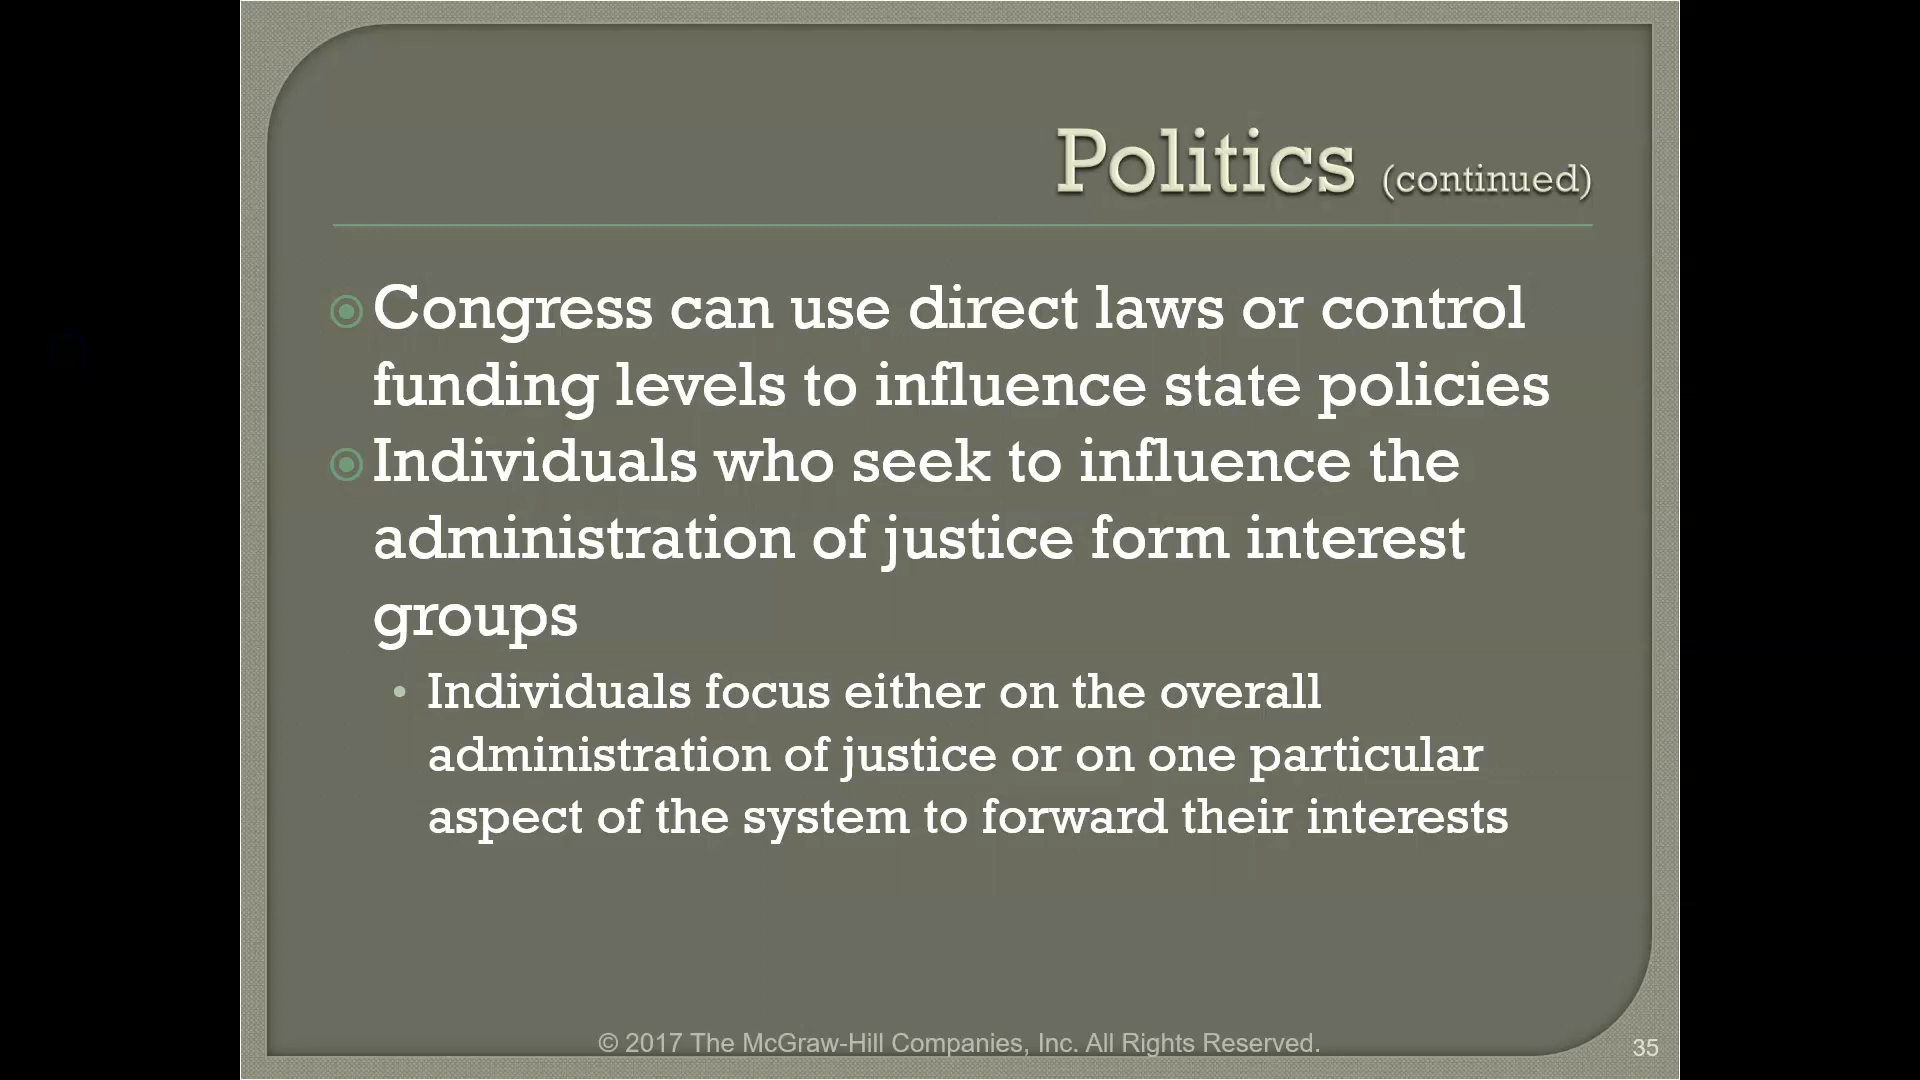 Politics (continued)
Congress can use direct laws or control
funding levels to influence state policies
Individuals who seek to influence the
administration of justice form interest
groups
Individuals focus either on the overall
administration of justice or on one particular
aspect of the system to forward their interests
© 2017 The McGraw-Hill Companies, Inc. All Rights Reserved.
35